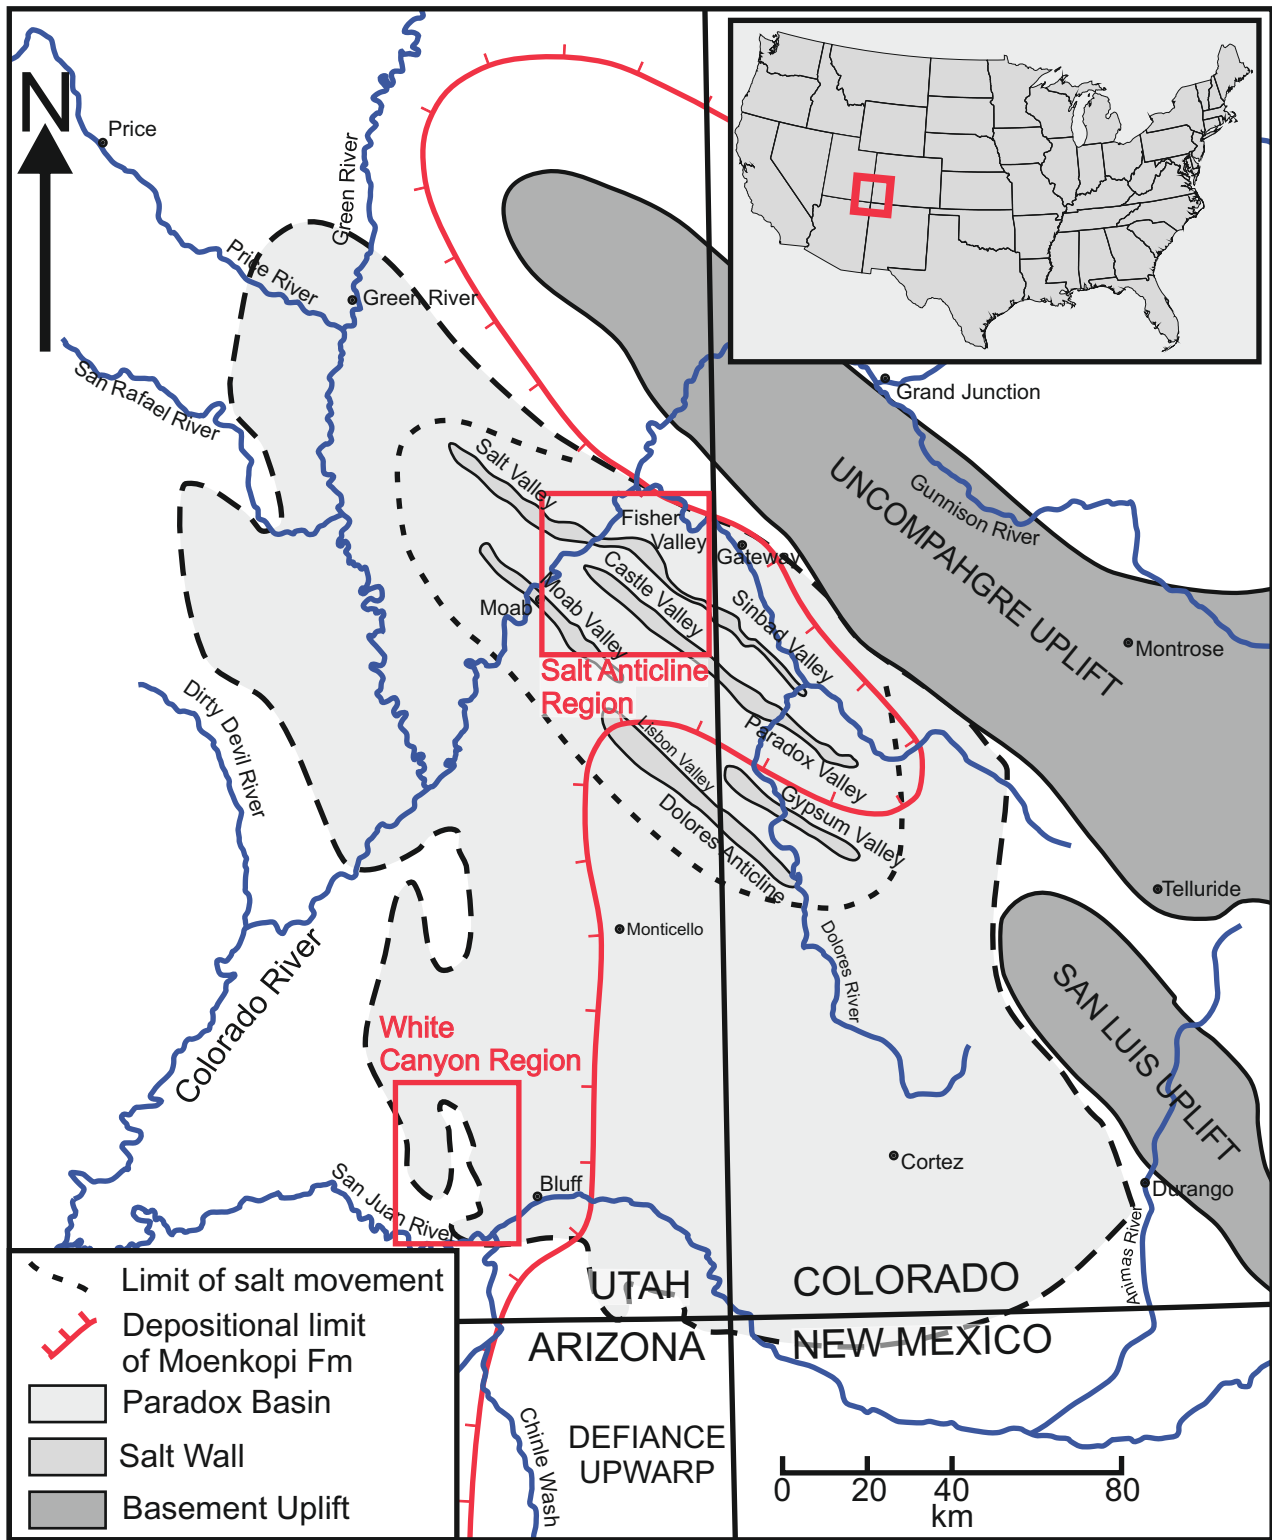 N
Price
Green River
Price River
Green River
San Rafael River
Grand Junction
Gunnison River
UNCOMPAHGRE UPLIFT
Salt Valley
Fisher
Valley
Gateway
Castle Valley
Sinbad Valley
Moab
Moab Valley
Montrose
Salt Anticline
Region
Dirty Devil River
Lisbon Valley
Paradox Valley
Gypsum Valley
Dolores Anticline
Telluride
Monticello
Dolores River
Colorado River
SAN LUIS UPLIFT
White
Canyon Region
Cortez
San Juan River
Bluff
Durango
Animas River
UTAH
COLORADO
ARIZONA
NEW MEXICO
Chinle Wash
DEFIANCE
UPWARP
Limit of salt movement
Depositional limit
of Moenkopi Fm
Paradox Basin
Salt Wall
Basement Uplift
0 20 40 80
km